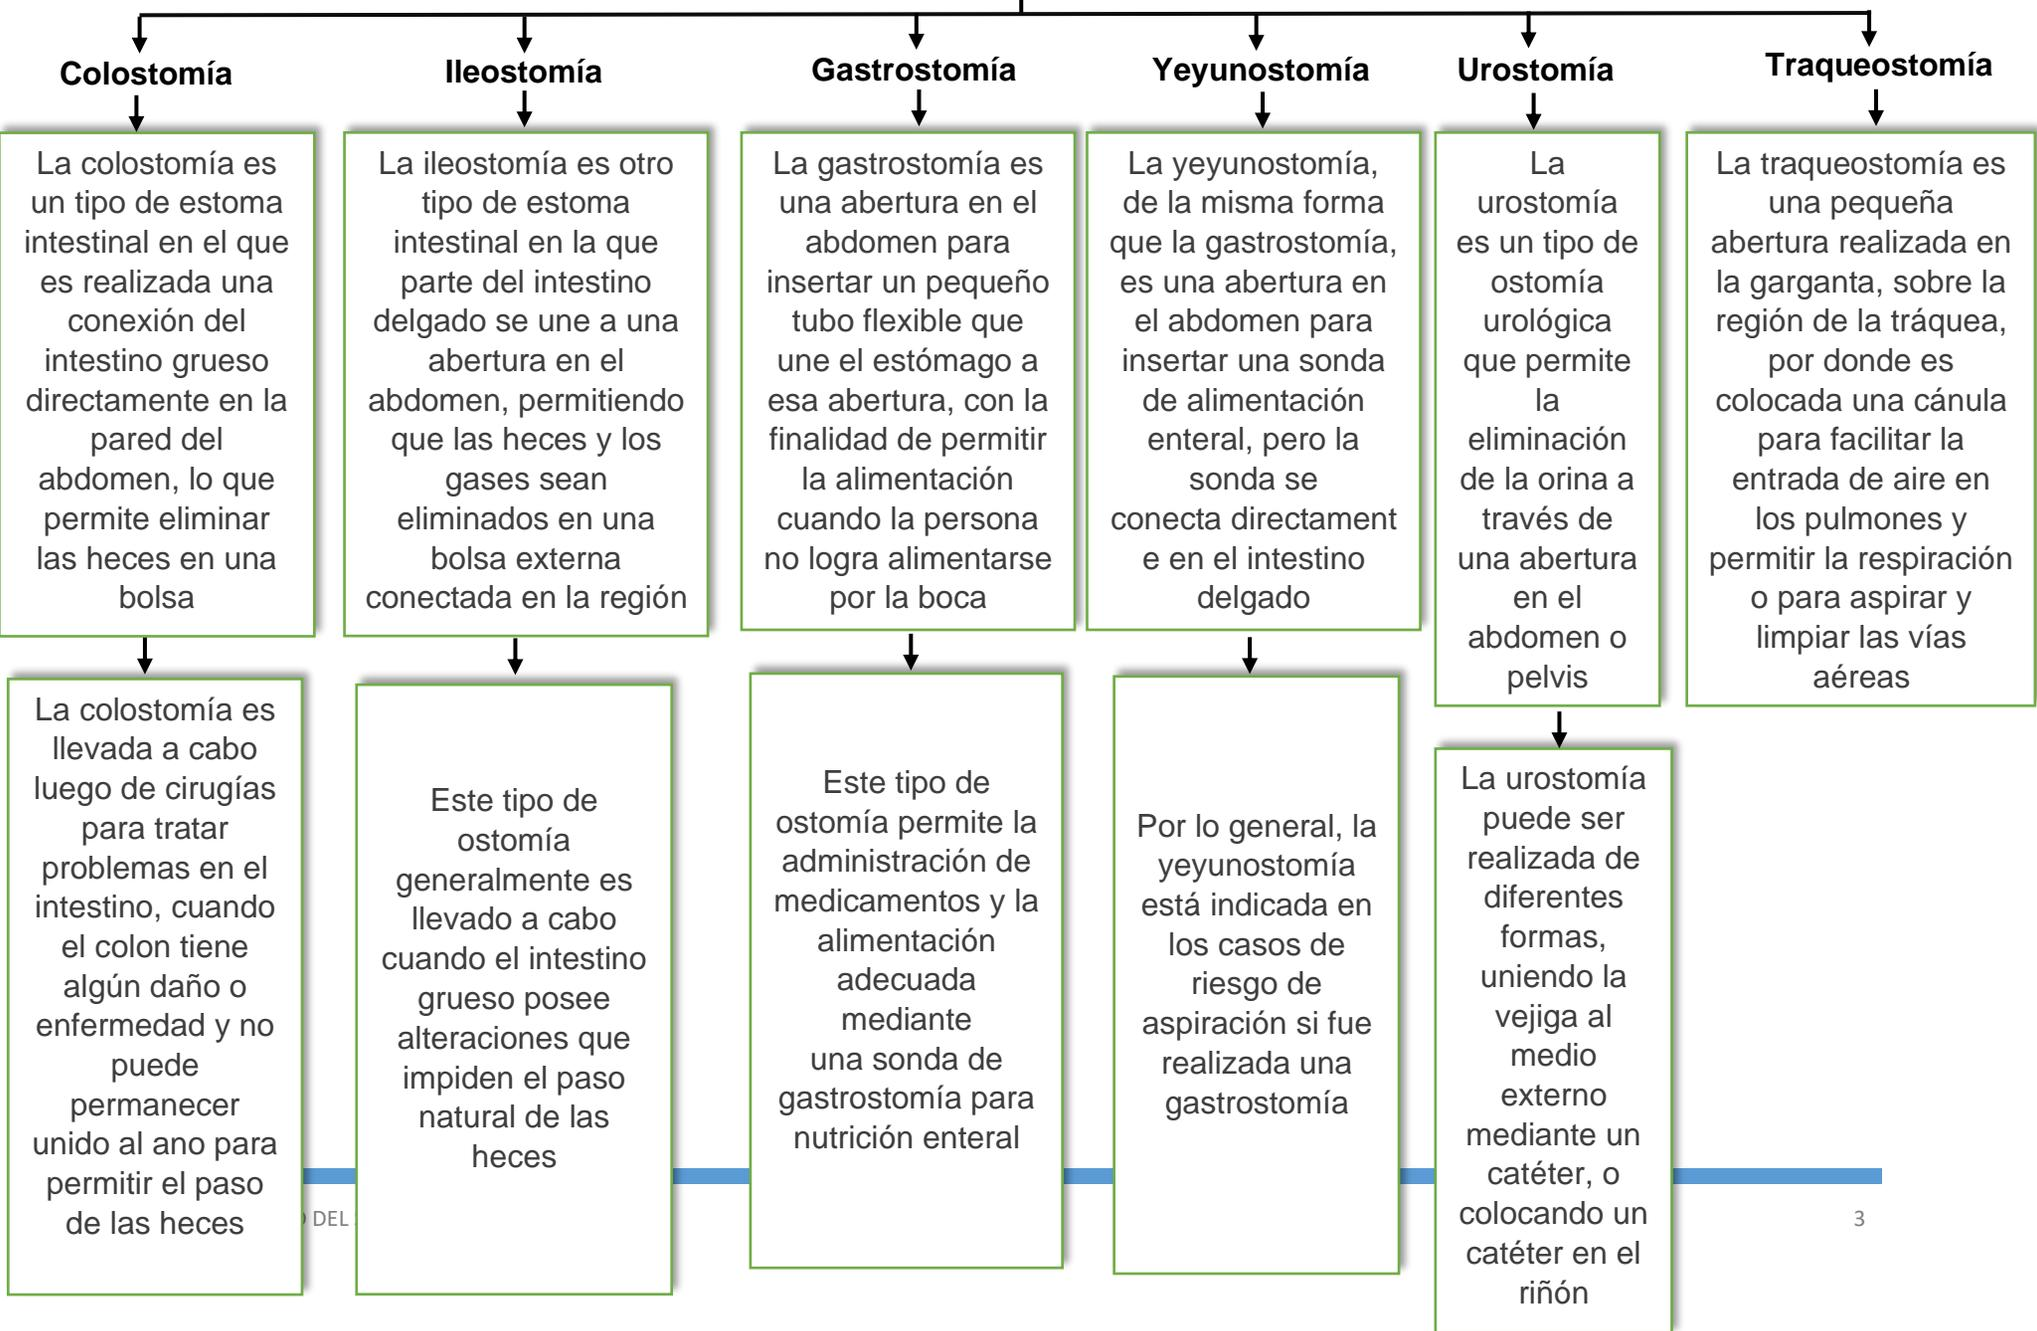 Colostomía
Ileostomía
Gastrostomía
Yeyunostomía
Urostomía
Traqueostomía
La colostomía es
un tipo de estoma
intestinal en el que
es realizada una
conexión del
intestino grueso
directamente en la
pared del
abdomen, lo que
permite eliminar
las heces en una
bolsa
La ileostomía es otro
tipo de estoma
intestinal en la que
parte del intestino
delgado se une a una
abertura en el
abdomen, permitiendo
que las heces y los
gases sean
eliminados en una
bolsa externa
conectada en la región
La gastrostomía es
una abertura en el
abdomen para
insertar un pequeño
tubo flexible que
une el estómago a
esa abertura, con la
finalidad de permitir
la alimentación
cuando la persona
no logra alimentarse
por la boca
La yeyunostomía,
de la misma forma
que la gastrostomía,
es una abertura en
el abdomen para
insertar una sonda
de alimentación
enteral, pero la
sonda se
conecta directament
e en el intestino
delgado
La
urostomía
es un tipo de
ostomía
urológica
que permite
la
eliminación
de la orina a
través de
una abertura
en el
abdomen o
pelvis
La traqueostomía es
una pequeña
abertura realizada en
la garganta, sobre la
región de la tráquea,
por donde es
colocada una cánula
para facilitar la
entrada de aire en
los pulmones y
permitir la respiración
o para aspirar y
limpiar las vías
aéreas
La colostomía es
llevada a cabo
luego de cirugías
para tratar
problemas en el
intestino, cuando
el colon tiene
algún daño o
enfermedad y no
puede
permanecer
unido al ano para
permitir el paso
de las heces
Este tipo de
ostomía
generalmente es
llevado a cabo
cuando el intestino
grueso posee
alteraciones que
impiden el paso
natural de las
heces
Este tipo de
ostomía permite la
administración de
medicamentos y la
alimentación
adecuada
mediante
una sonda de
gastrostomía para
nutrición enteral
Por lo general, la
yeyunostomía
está indicada en
los casos de
riesgo de
aspiración si fue
realizada una
gastrostomía
La urostomía
puede ser
realizada de
diferentes
formas,
uniendo la
vejiga al
medio
externo
mediante un
catéter, o
colocando un
catéter en el
riñón
DEL
3